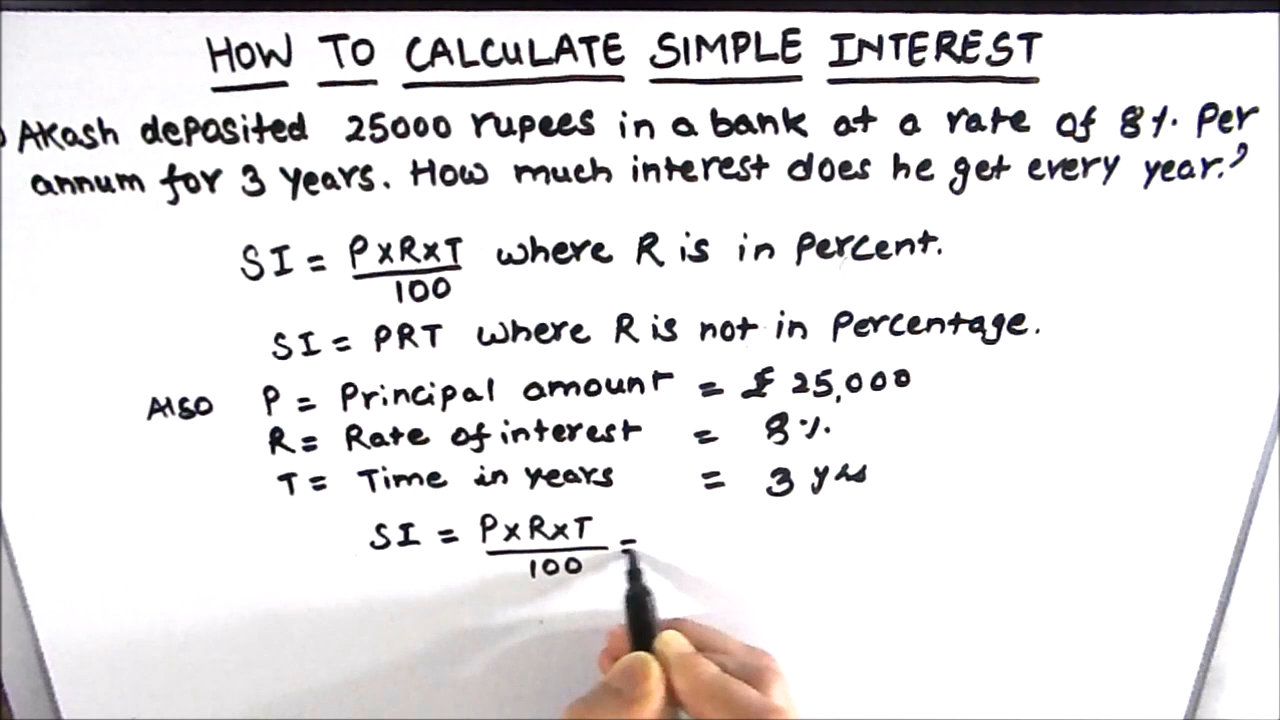 HOW TO CALCULATE SIMPLE INTEREST
Akash deposited 25000 rupees in a bank at a rate of 8%. Per
annum for 3 years. How much interest does he get every year?
SI = P×R×T/100 where R is in Percent.
SI = PRT where R is not in Percentage.
Also P = Principal amount = ₹ 25,000
R = Rate of interest = 8%
T = Time in years = 3 yrs
SI = P×R×T/100 =